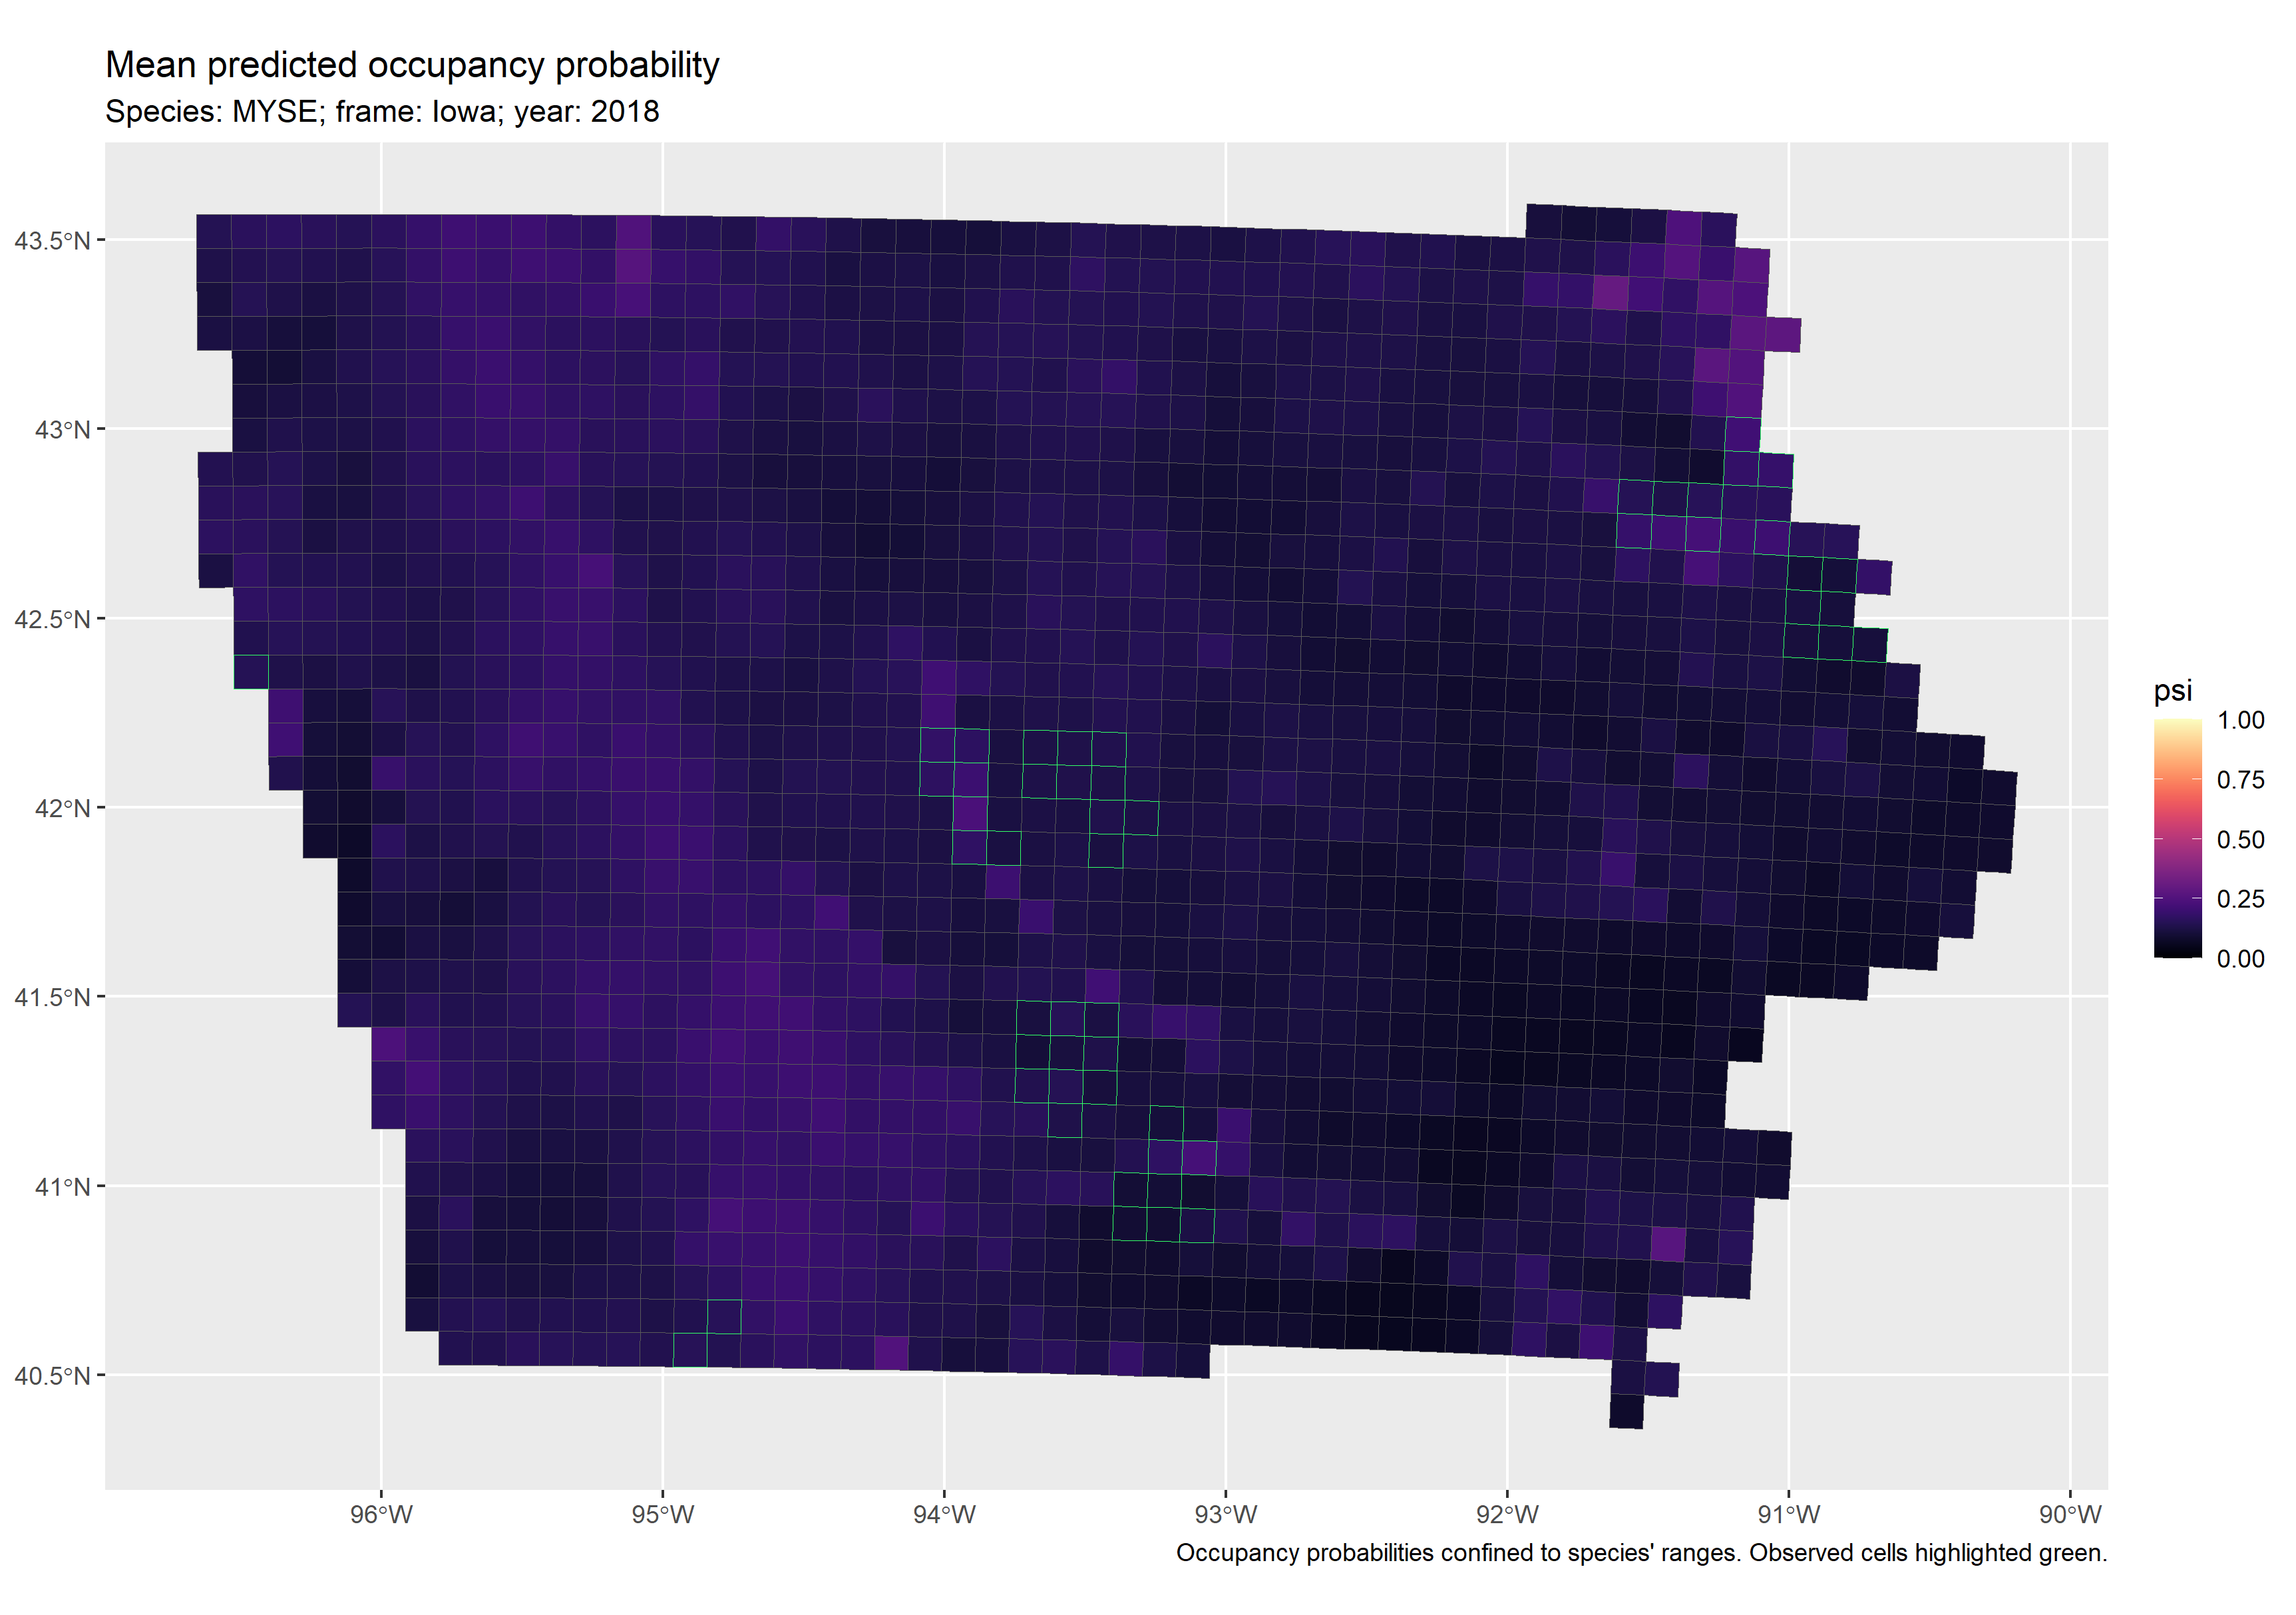 Mean predicted occupancy probability
Species: MYSE; frame: Iowa; year: 2018
43.5°N
43°N
42.5°N
42°N
41.5°N
41°N
40.5°N
96°W
95°W
94°W
93°W
92°W
91°W
90°W
psi
1.00
0.75
0.50
0.25
0.00
Occupancy probabilities confined to species' ranges. Observed cells highlighted green.